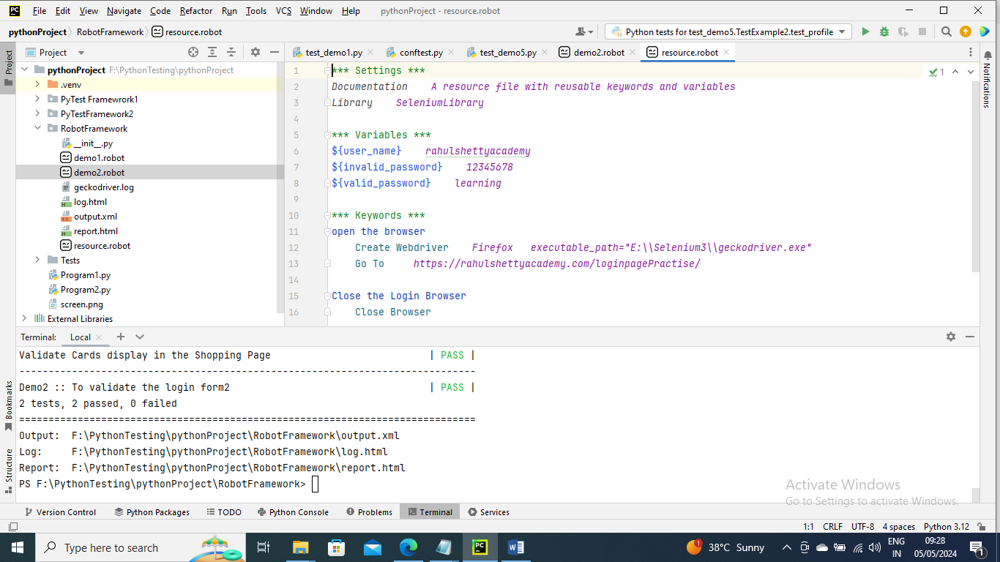 PC File Edit View Navigate Code Refactor Run Tools VCS Window Help pythonProject - resource.robot
pythonProject RobotFramework resource.robot Python tests for test_demo5.TestExample2.test_profile
Project
Project
test_demo1.py conftest.py test_demo5.py demo2.robot resource.robot
Notifications
pythonProject F:\PythonTesting\pythonProject
.venv
PyTest Framewrork1
PyTestFramework2
RobotFramework
__init__.py
demo1.robot
demo2.robot
geckodriver.log
log.html
output.xml
report.html
resource.robot
Tests
Program1.py
Program2.py
screen.png
External Libraries
1 *** Settings ***
1
2 Documentation    A resource file with reusable keywords and variables
3 Library    SeleniumLibrary
4
5 *** Variables ***
6 ${user_name}    rahulshettyacademy
7 ${invalid_password}    12345678
8 ${valid_password}    learning
9
10 *** Keywords ***
11 open the browser
12     Create Webdriver    Firefox   executable_path="E:\\Selenium3\\geckodriver.exe"
13     Go To     https://rahulshettyacademy.com/loginpagePractise/
14
15 Close the Login Browser
16     Close Browser
Terminal: Local
Validate Cards display in the Shopping Page | PASS |
------------------------------------------------------------------------------
Demo2 :: To validate the login form2 | PASS |
2 tests, 2 passed, 0 failed
==============================================================================
Output:  F:\PythonTesting\pythonProject\RobotFramework\output.xml
Log:     F:\PythonTesting\pythonProject\RobotFramework\log.html
Report:  F:\PythonTesting\pythonProject\RobotFramework\report.html
PS F:\PythonTesting\pythonProject\RobotFramework>
Bookmarks
Structure
Activate Windows
Go to Settings to activate Windows.
Version Control Python Packages TODO Python Console Problems Terminal Services
1:1 CRLF UTF-8 4 spaces Python 3.12
Type here to search PC W 1 38°C Sunny ENG IN 09:28 05/05/2024 1